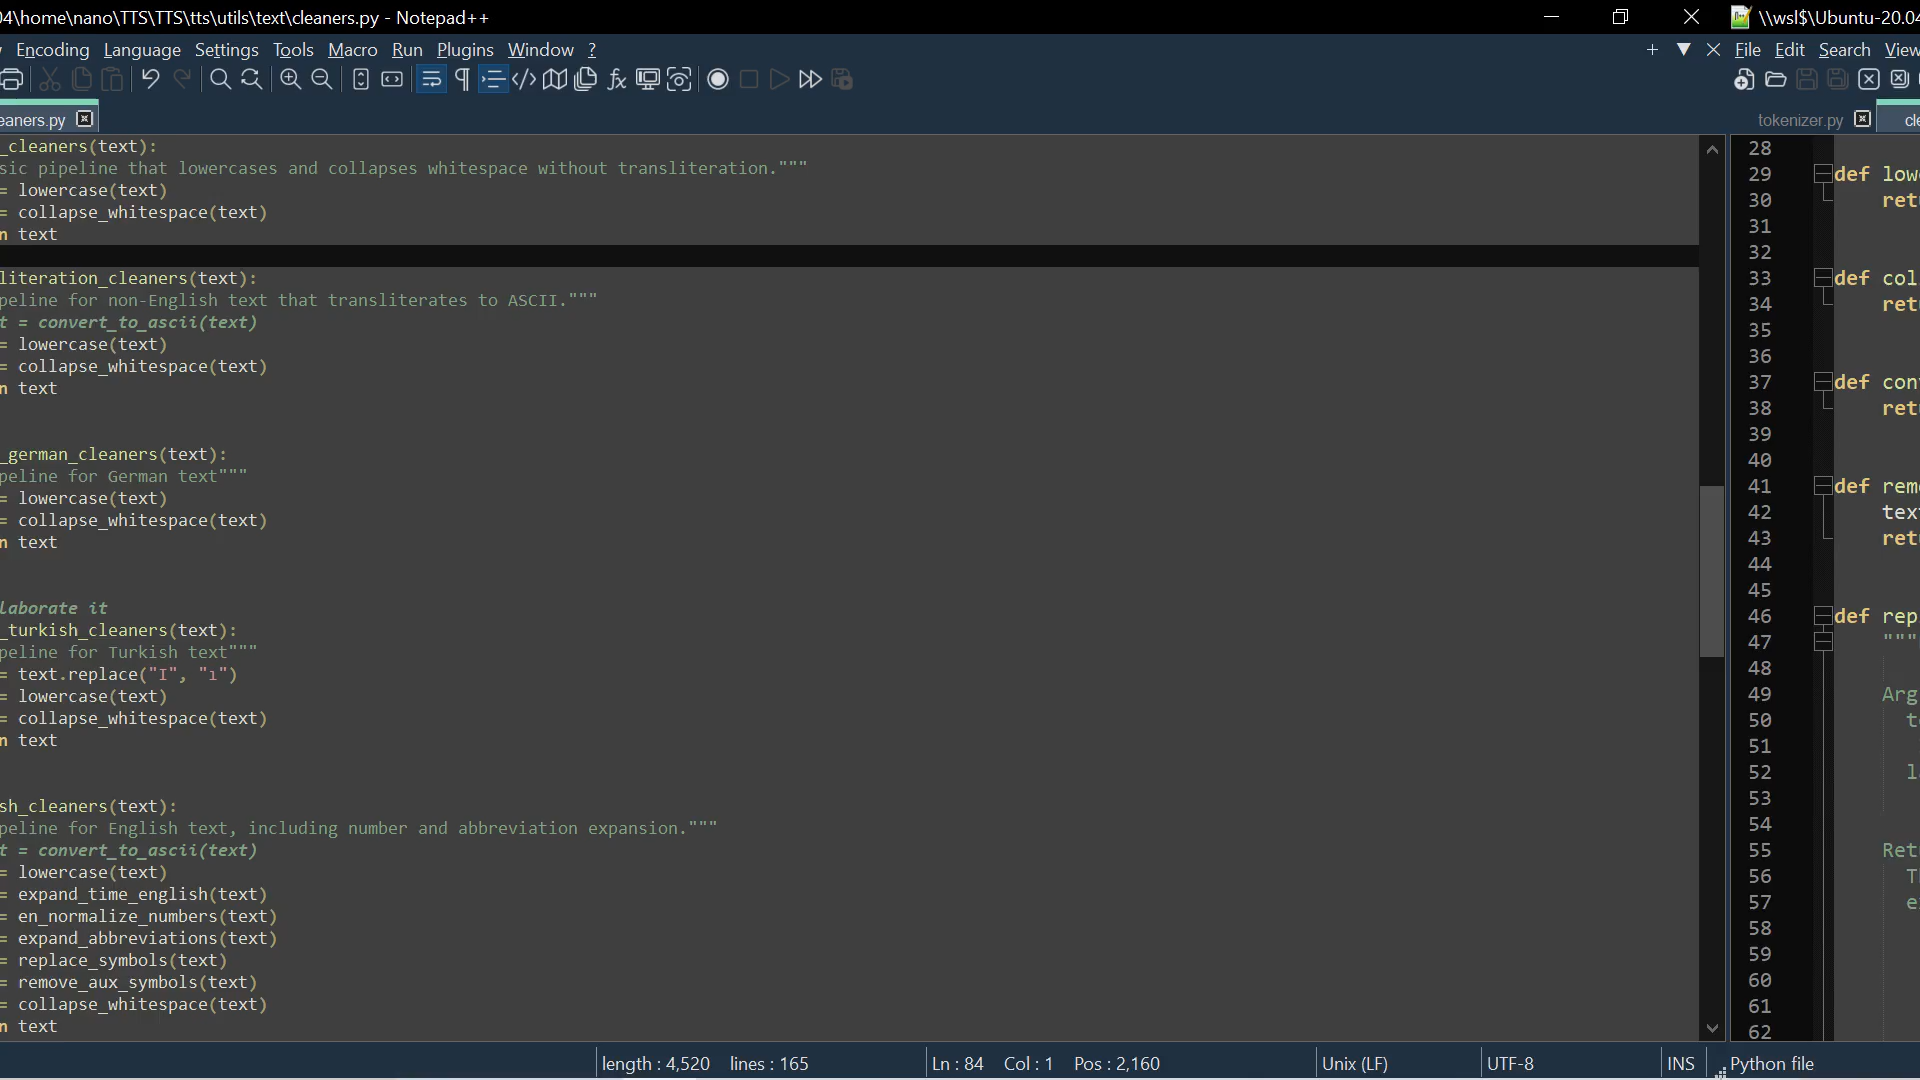 04\home\nano\TTS\TTS\tts\utils\text\cleaners.py - Notepad++
\\wsl$\Ubuntu-20.04
Encoding Language Settings Tools Macro Run Plugins Window ?
File Edit Search View
eaners.py
tokenizer.py
cle
_cleaners(text):
sic pipeline that lowercases and collapses whitespace without transliteration."""
= lowercase(text)
= collapse_whitespace(text)
n text
literation_cleaners(text):
peline for non-English text that transliterates to ASCII."""
t = convert_to_ascii(text)
= lowercase(text)
= collapse_whitespace(text)
n text
_german_cleaners(text):
peline for German text"""
= lowercase(text)
= collapse_whitespace(text)
n text
laborate it
_turkish_cleaners(text):
peline for Turkish text"""
= text.replace("I", "ı")
= lowercase(text)
= collapse_whitespace(text)
n text
sh_cleaners(text):
peline for English text, including number and abbreviation expansion."""
t = convert_to_ascii(text)
= lowercase(text)
= expand_time_english(text)
= en_normalize_numbers(text)
= expand_abbreviations(text)
= replace_symbols(text)
= remove_aux_symbols(text)
= collapse_whitespace(text)
n text
28
29 def low
30 ret
31
32
33 def col
34 ret
35
36
37 def con
38 ret
39
40
41 def rem
42 tex
43 ret
44
45
46 def rep
47 """
48
49 Arg
50 t
51
52 l
53
54
55 Ret
56 T
57 e
58
59
60
61
62
length : 4,520 lines : 165
Ln : 84 Col : 1 Pos : 2,160
Unix (LF)
UTF-8
INS
Python file